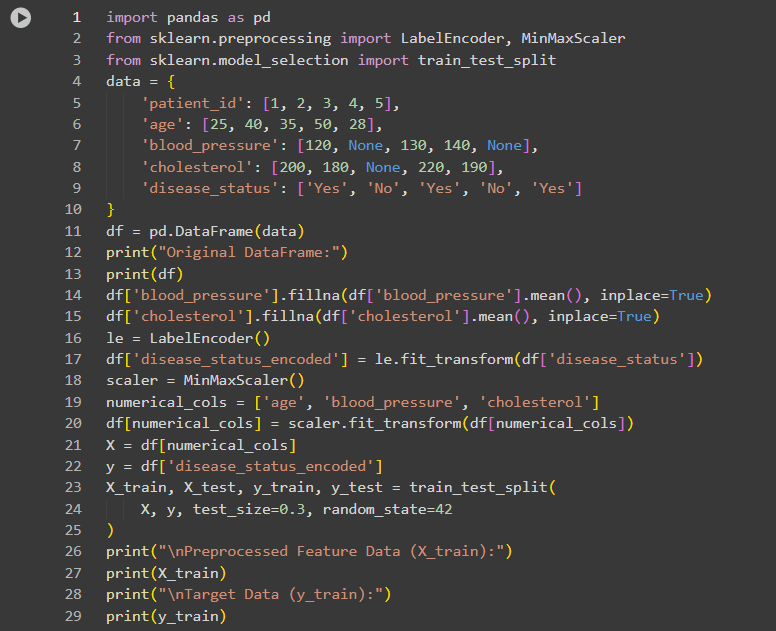 1 import pandas as pd
2 from sklearn.preprocessing import LabelEncoder, MinMaxScaler
3 from sklearn.model_selection import train_test_split
4 data = {
5     'patient_id': [1, 2, 3, 4, 5],
6     'age': [25, 40, 35, 50, 28],
7     'blood_pressure': [120, None, 130, 140, None],
8     'cholesterol': [200, 180, None, 220, 190],
9     'disease_status': ['Yes', 'No', 'Yes', 'No', 'Yes']
10 }
11 df = pd.DataFrame(data)
12 print("Original DataFrame:")
13 print(df)
14 df['blood_pressure'].fillna(df['blood_pressure'].mean(), inplace=True)
15 df['cholesterol'].fillna(df['cholesterol'].mean(), inplace=True)
16 le = LabelEncoder()
17 df['disease_status_encoded'] = le.fit_transform(df['disease_status'])
18 scaler = MinMaxScaler()
19 numerical_cols = ['age', 'blood_pressure', 'cholesterol']
20 df[numerical_cols] = scaler.fit_transform(df[numerical_cols])
21 X = df[numerical_cols]
22 y = df['disease_status_encoded']
23 X_train, X_test, y_train, y_test = train_test_split(
24     X, y, test_size=0.3, random_state=42
25 )
26 print("\nPreprocessed Feature Data (X_train):")
27 print(X_train)
28 print("\nTarget Data (y_train):")
29 print(y_train)